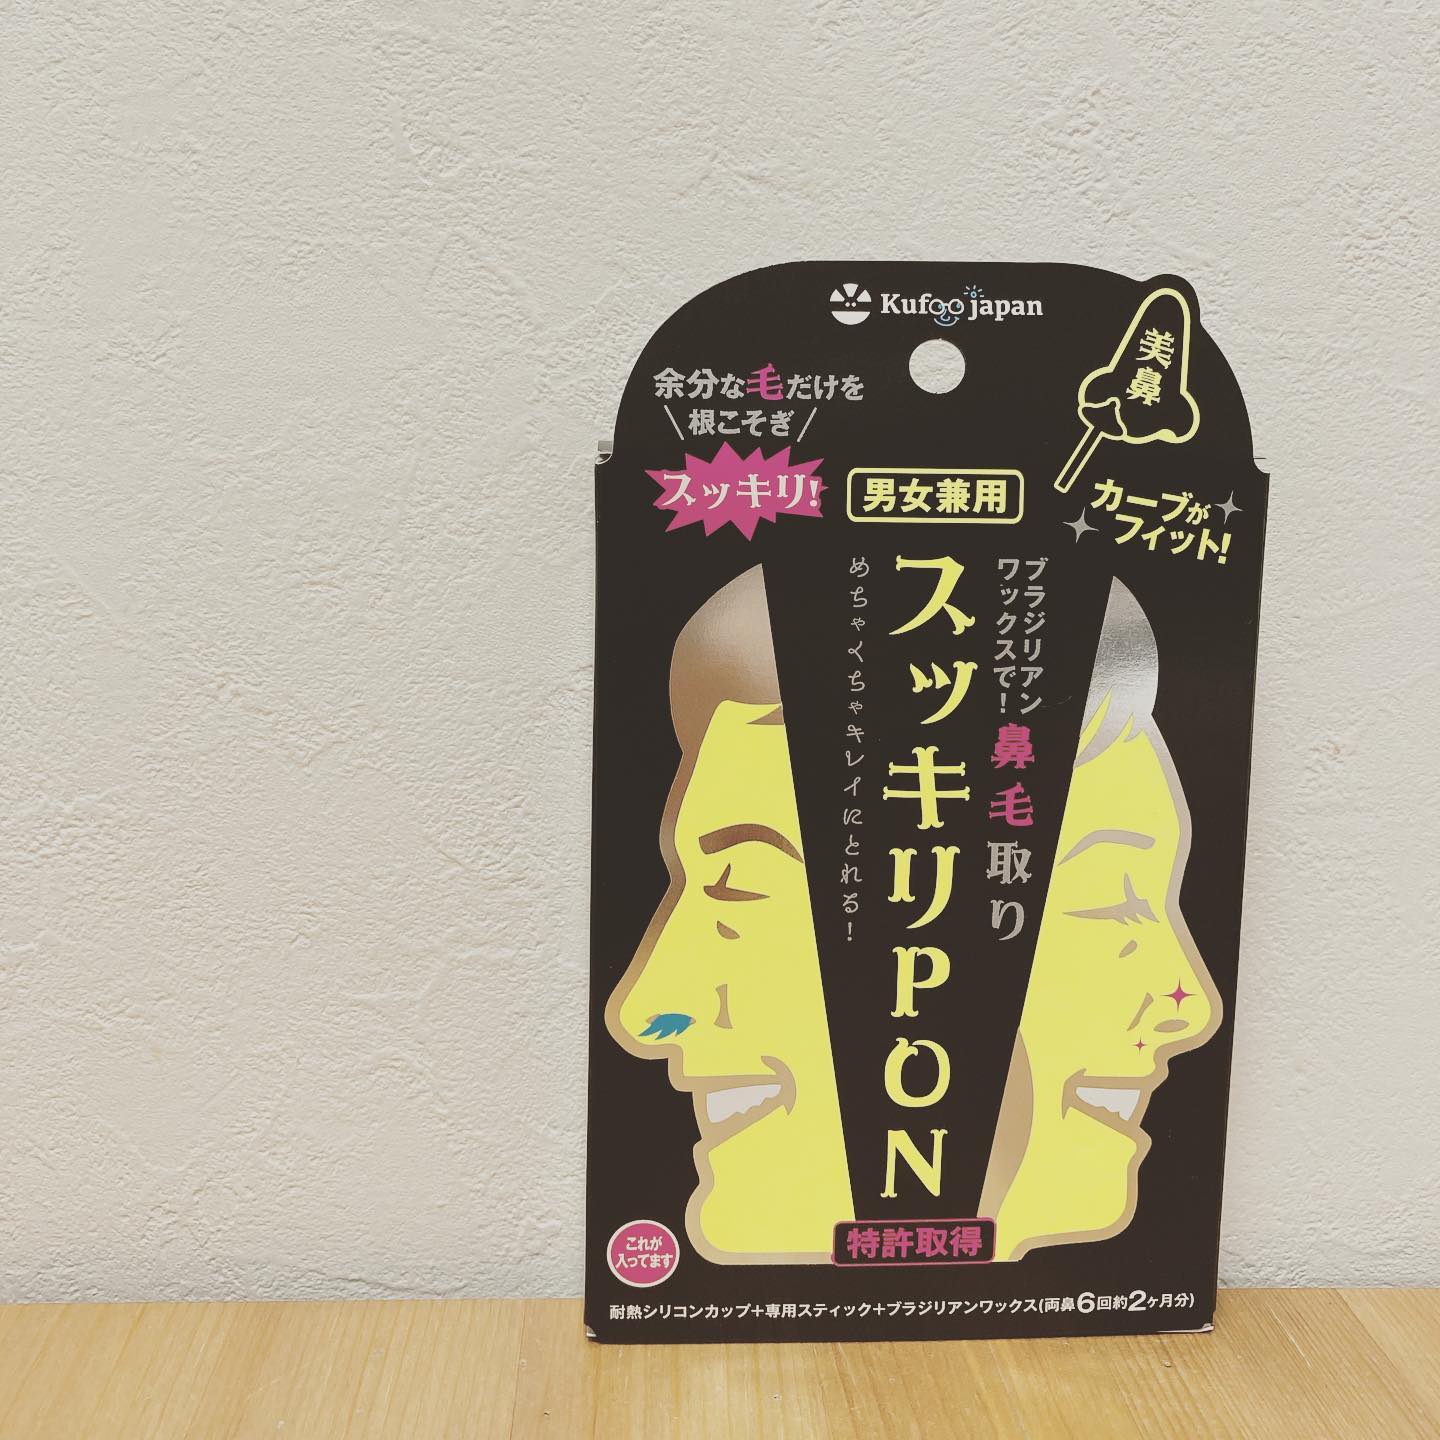 Kufoo japan
余分な毛だけを
根こそぎ
スッキリ!
男女兼用
美鼻
カーブが
フィット!
ブラジリアン
ワックスで!
鼻毛取り
スッキリPON
めちゃくちゃキレイにとれる!
特許取得
これが
入ってます
耐熱シリコンカップ+専用スティック+ブラジリアンワックス(両鼻6回約2ヶ月分)